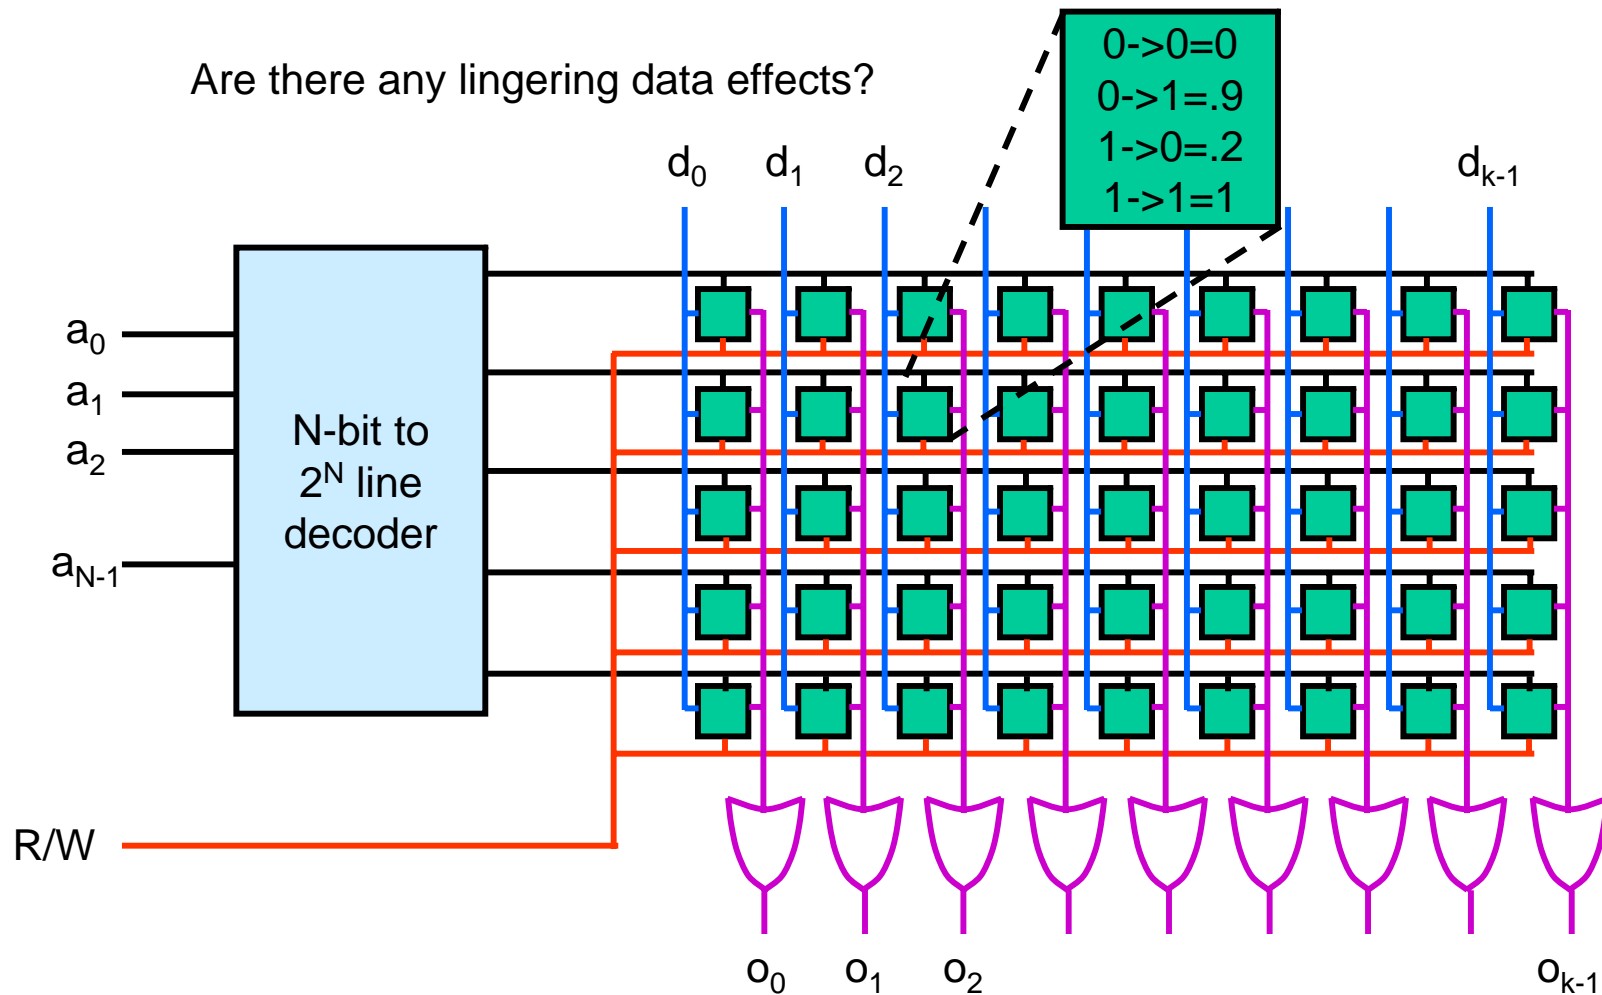 Are there any lingering data effects?
0->0=0
0->1=.9
1->0=.2
1->1=1
d₀ d₁ d₂ dₖ₋₁
a₀
a₁
a₂
a_N-1
N-bit to
2ᴺ line
decoder
R/W
o₀ o₁ o₂ oₖ₋₁